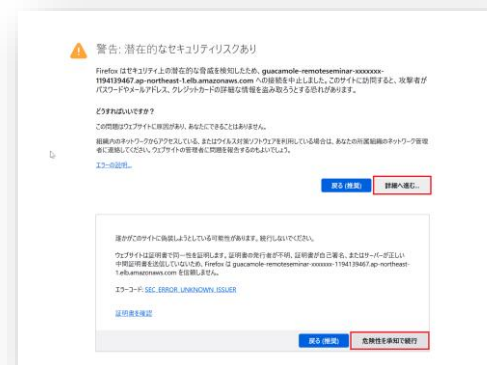 警告: 潜在的なセキュリティリスクあり
Firefox はセキュリティ上の潜在的な脅威を検知したため、guacamole-remoteseminar-xxxxxxx-
1194139467.ap-northeast-1.elb.amazonaws.com への接続を中止しました。このサイトに訪問すると、攻撃者が
パスワードやメールアドレス、クレジットカードの詳細な情報を盗み取ろうとする恐れがあります。
どうすればいいですか?
この問題はウェブサイトに原因があり、あなたにできることはありません。
組織内のネットワークからアクセスしている、またはウイルス対策ソフトウェアを利用している場合は、あなたの所属組織のネットワーク管理
者に連絡してください。ウェブサイトの管理者に問題を報告するのもよいでしょう。
エラーの説明...
戻る (推奨)
詳細へ進む...
誰かがこのサイトに偽装しようとしている可能性があります。続行しないでください。
ウェブサイトは証明書で同一性を証明します。証明書の発行者が不明、証明書が自己署名、またはサーバーが正しい
中間証明書を送信していないため、Firefox は guacamole-remoteseminar-xxxxxxx-1194139467.ap-northeast-
1.elb.amazonaws.com を信頼しません。
エラーコード: SEC_ERROR_UNKNOWN_ISSUER
証明書を確認
戻る (推奨)
危険性を承知で続行